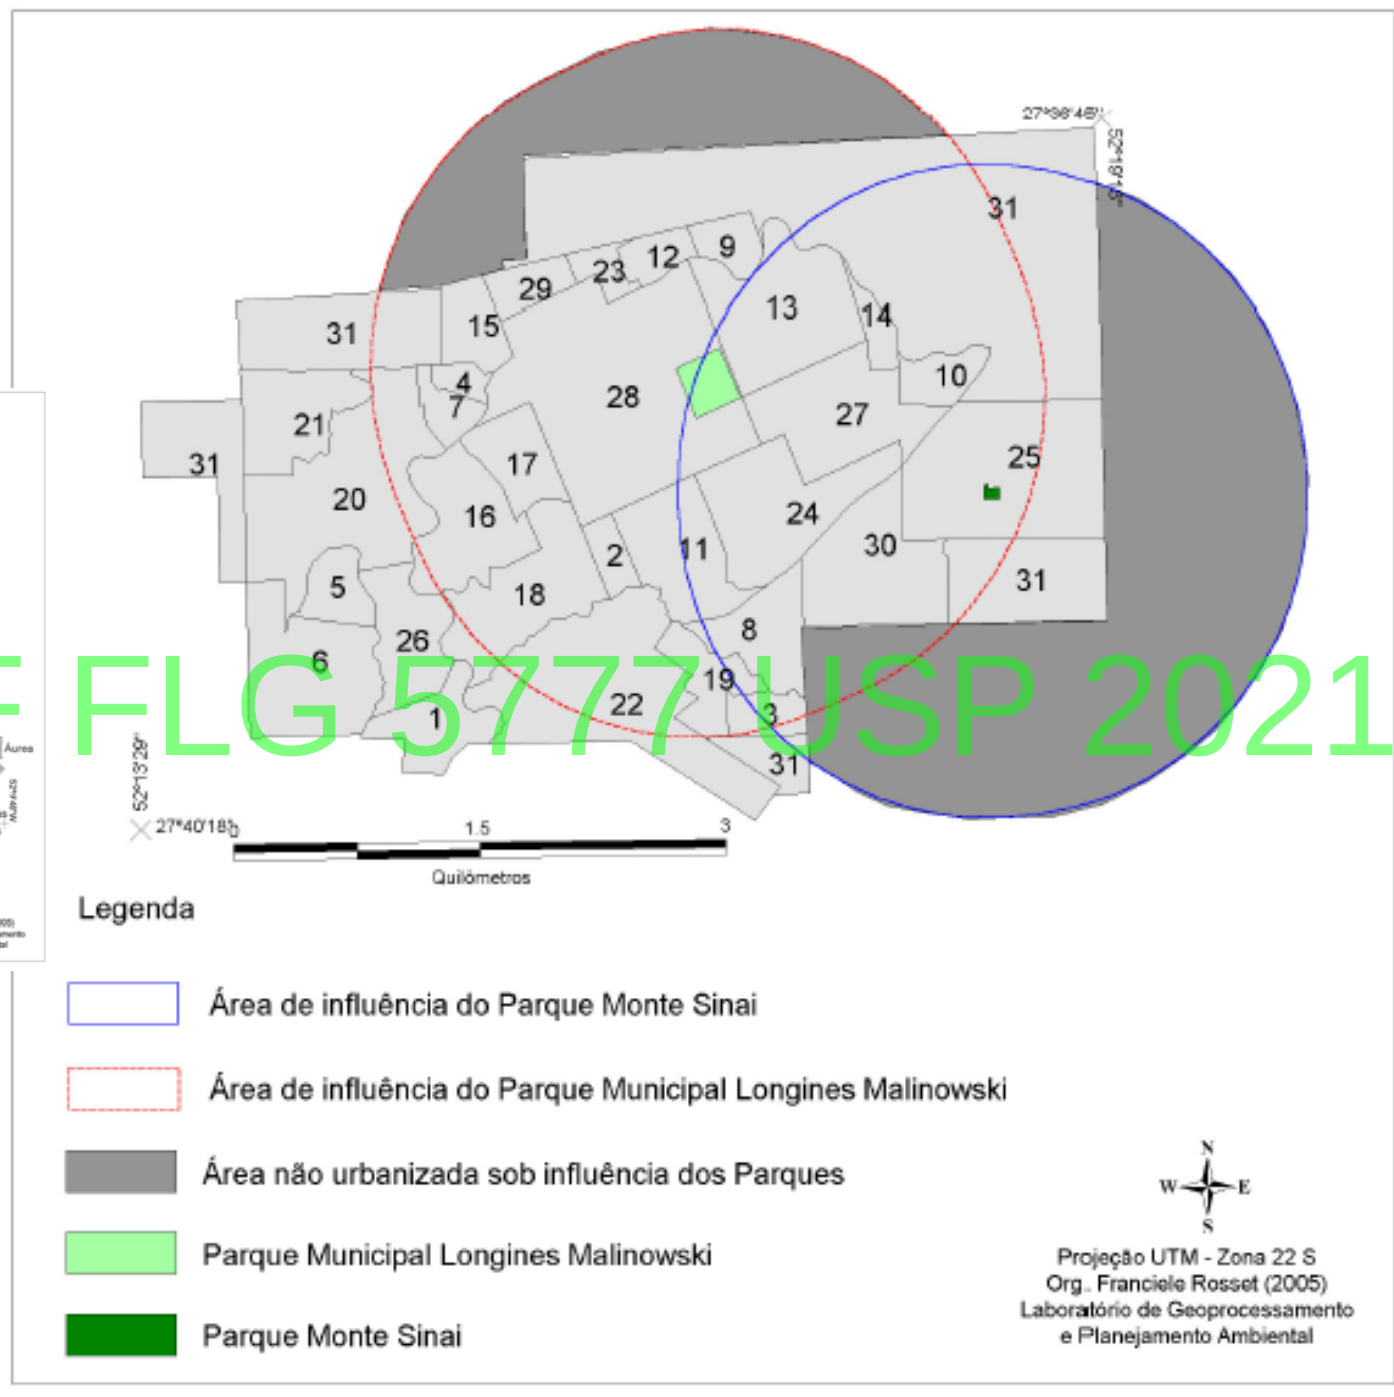 27°36'45"
52°19'15"
31
9
12
23
29
13
14
15
31
4
7
10
28
27
21
25
31
17
20
16
24
30
2
11
5
18
31
8
26
6
19
22
3
1
31
F FLG 5777 USP 2021
Áurea
52°13'29"
27°40'18"
0 1.5 3
Quilômetros
Legenda
Área de influência do Parque Monte Sinai
Área de influência do Parque Municipal Longines Malinowski
Área não urbanizada sob influência dos Parques
Parque Municipal Longines Malinowski
Parque Monte Sinai
N
W E
S
Projeção UTM - Zona 22 S
Org. Franciele Rosset (2005)
Laboratório de Geoprocessamento
e Planejamento Ambiental